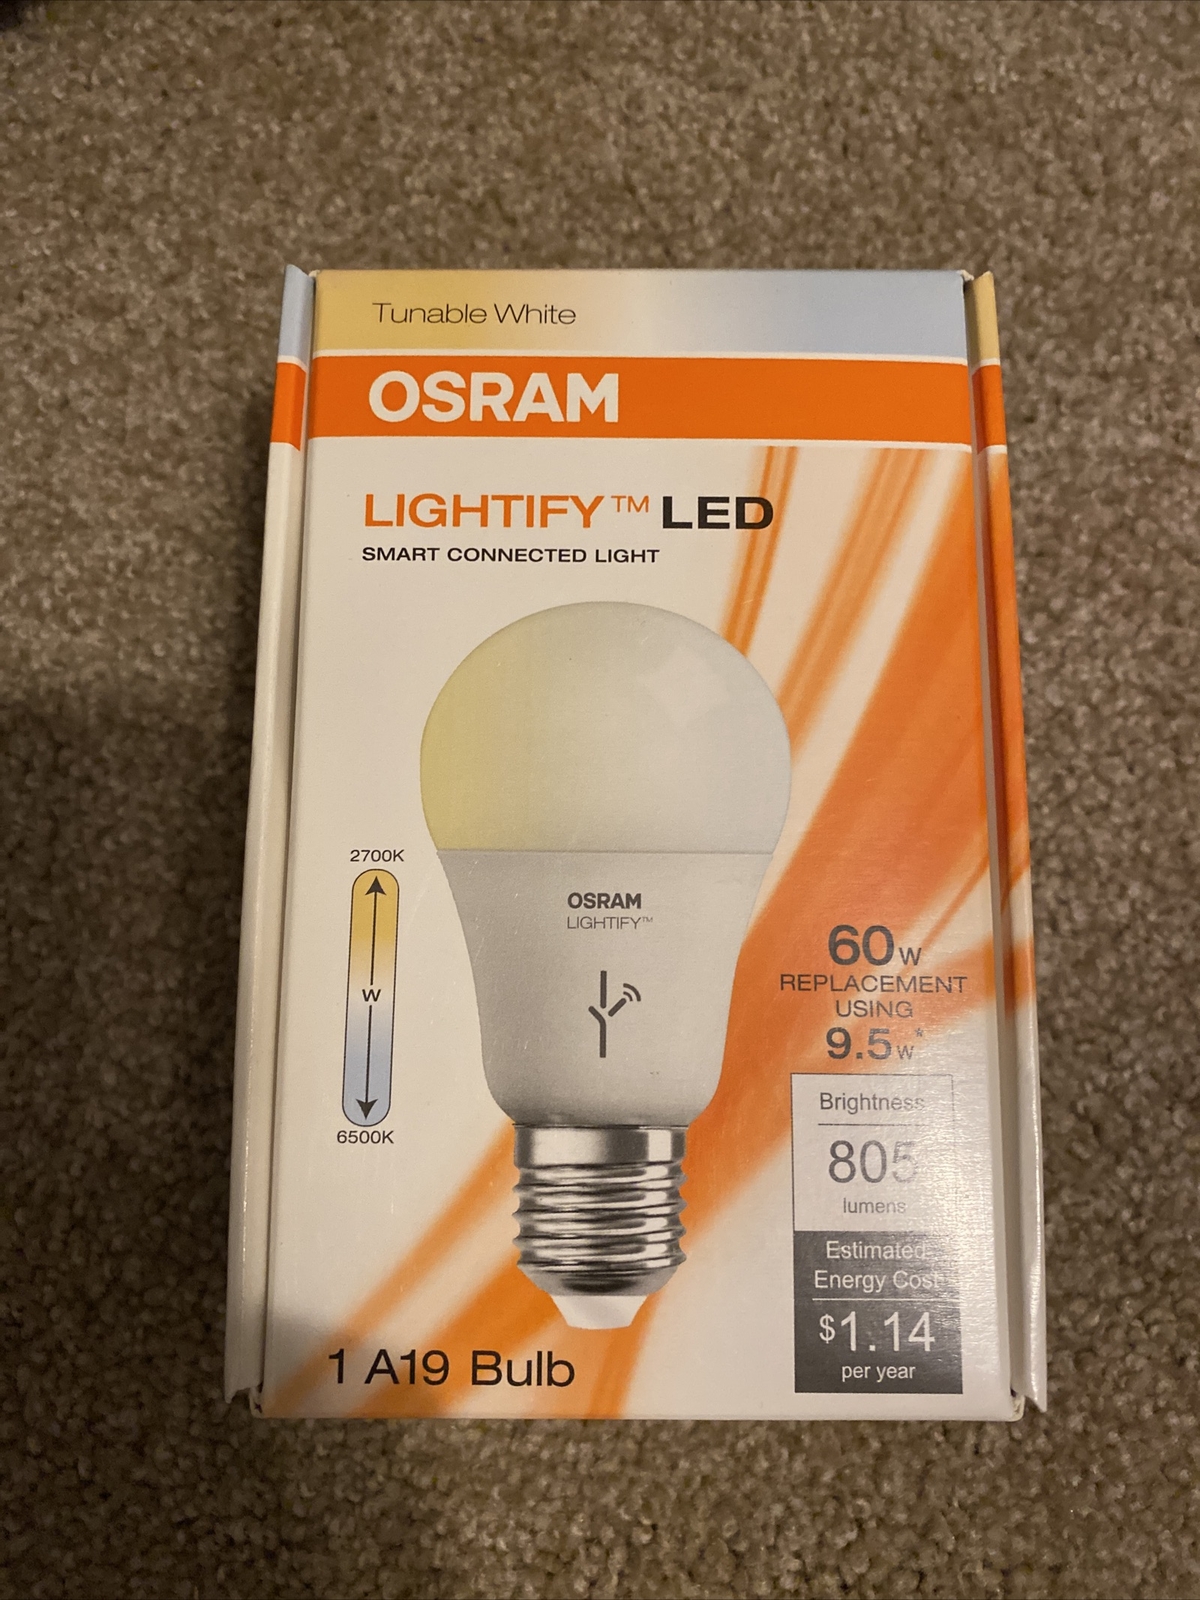 Tunable White
OSRAM
LIGHTIFY™ LED
SMART CONNECTED LIGHT
2700K
W
6500K
OSRAM
LIGHTIFY™
60W
REPLACEMENT
USING
9.5W*
Brightness
805
lumens
Estimated
Energy Cost
$1.14
per year
1 A19 Bulb